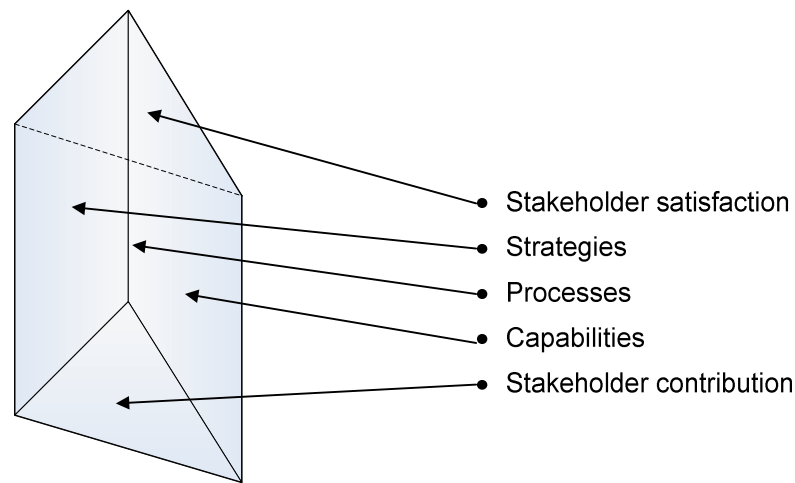 Stakeholder satisfaction
Strategies
Processes
Capabilities
Stakeholder contribution